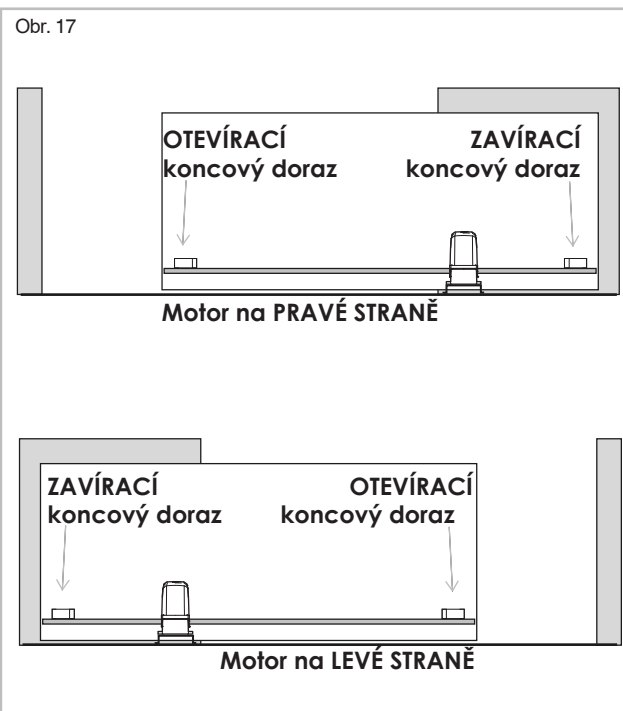 Obr. 17
OTEVÍRACÍ
koncový doraz
ZAVÍRACÍ
koncový doraz
Motor na PRAVÉ STRANĚ
ZAVÍRACÍ
koncový doraz
OTEVÍRACÍ
koncový doraz
Motor na LEVÉ STRANĚ